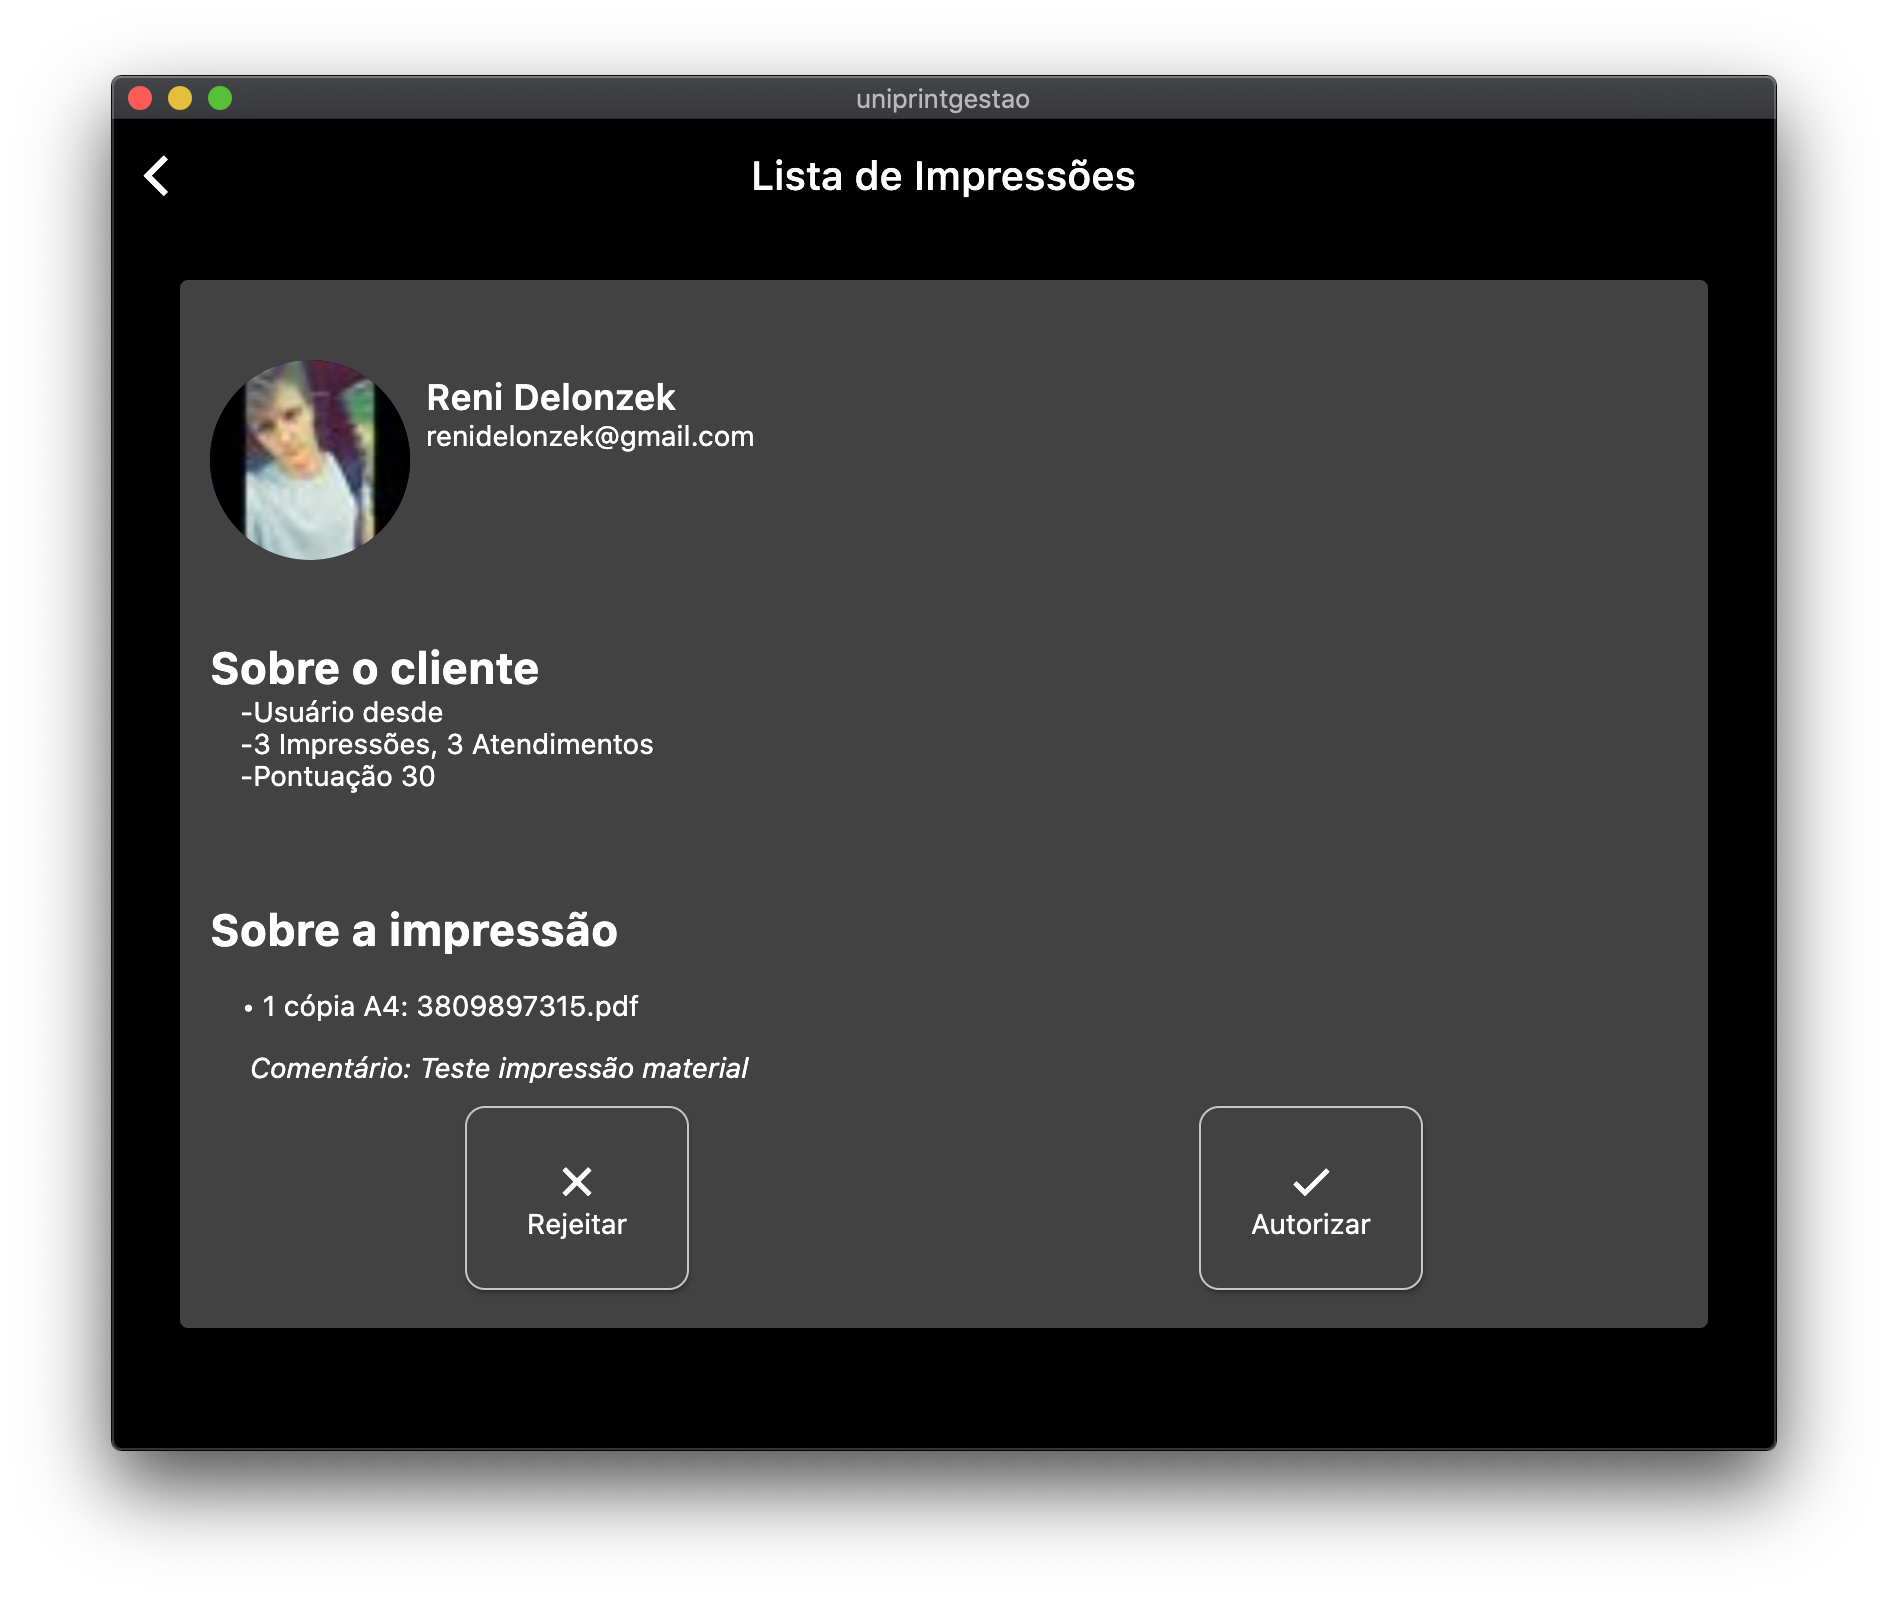 uniprintgestao
Lista de Impressões
Reni Delonzek
renidelonzek@gmail.com
Sobre o cliente
-Usuário desde
-3 Impressões, 3 Atendimentos
-Pontuação 30
Sobre a impressão
• 1 cópia A4: 3809897315.pdf
Comentário: Teste impressão material
Rejeitar
Autorizar